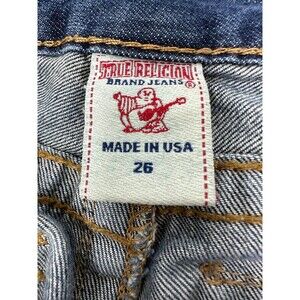 TRUE RELIGION
BRAND JEANS ®
MADE IN USA
26